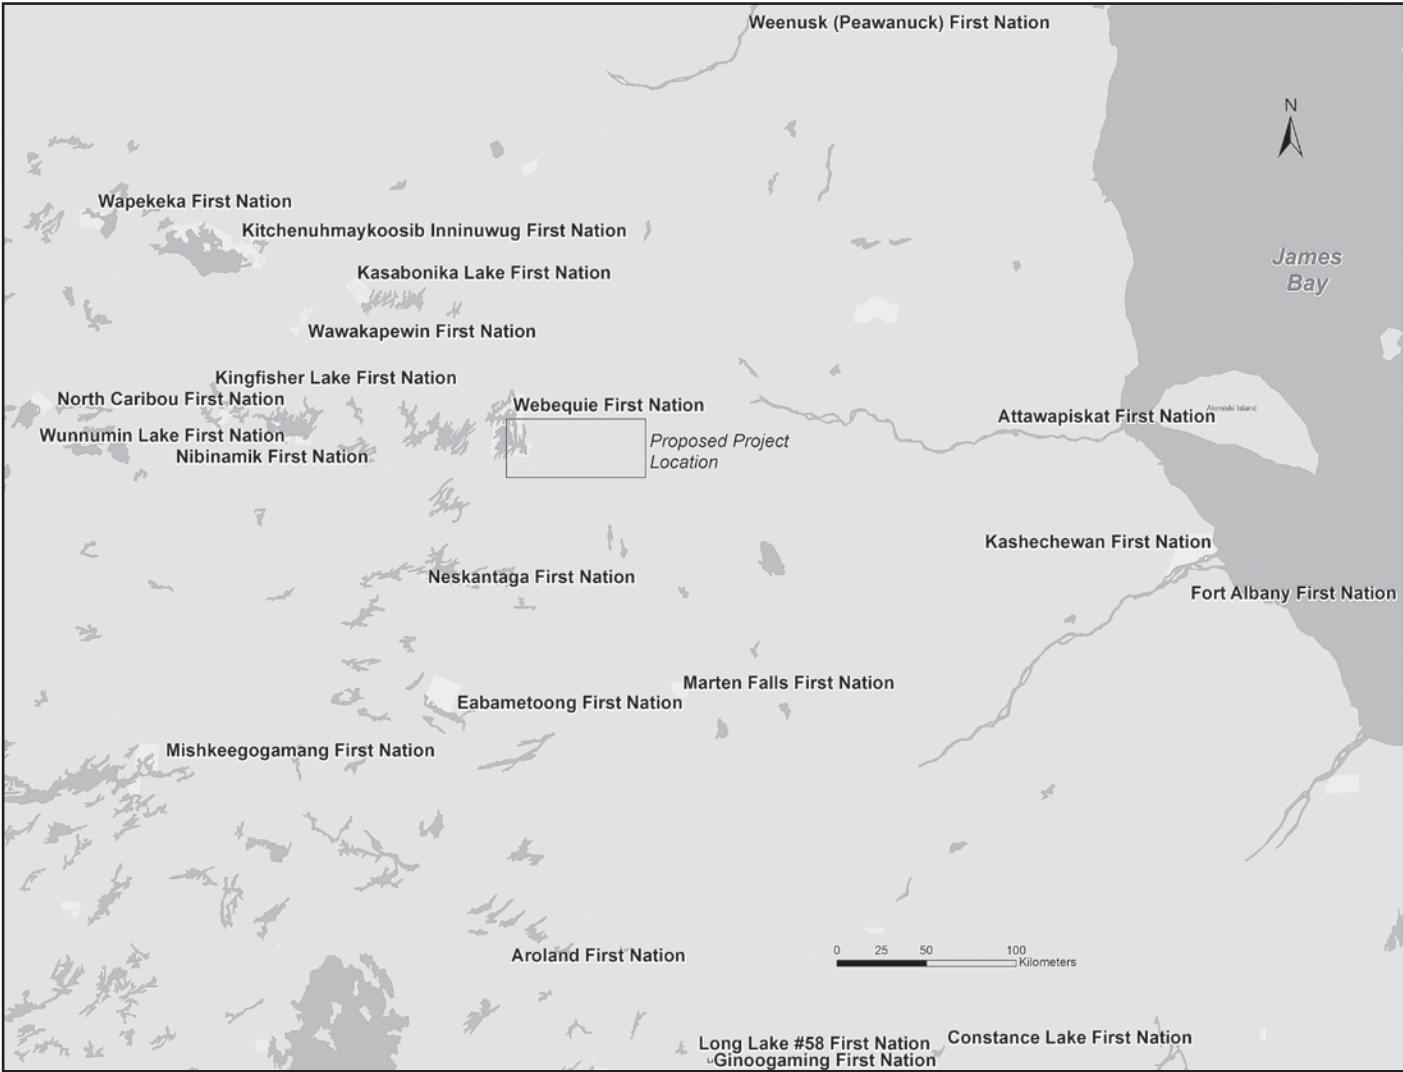 Weenusk (Peawanuck) First Nation
N
Wapekeka First Nation
Kitchenuhmaykoosib Inninuwug First Nation
James
Bay
Kasabonika Lake First Nation
Wawakapewin First Nation
Kingfisher Lake First Nation
North Caribou First Nation
Webequie First Nation
Akimiski Island
Attawapiskat First Nation
Wunnumin Lake First Nation
Proposed Project
Location
Nibinamik First Nation
Kashechewan First Nation
Neskantaga First Nation
Fort Albany First Nation
Marten Falls First Nation
Eabametoong First Nation
Mishkeegogamang First Nation
Aroland First Nation
0 25 50 100
Kilometers
Constance Lake First Nation
Long Lake #58 First Nation
Ginoogaming First Nation